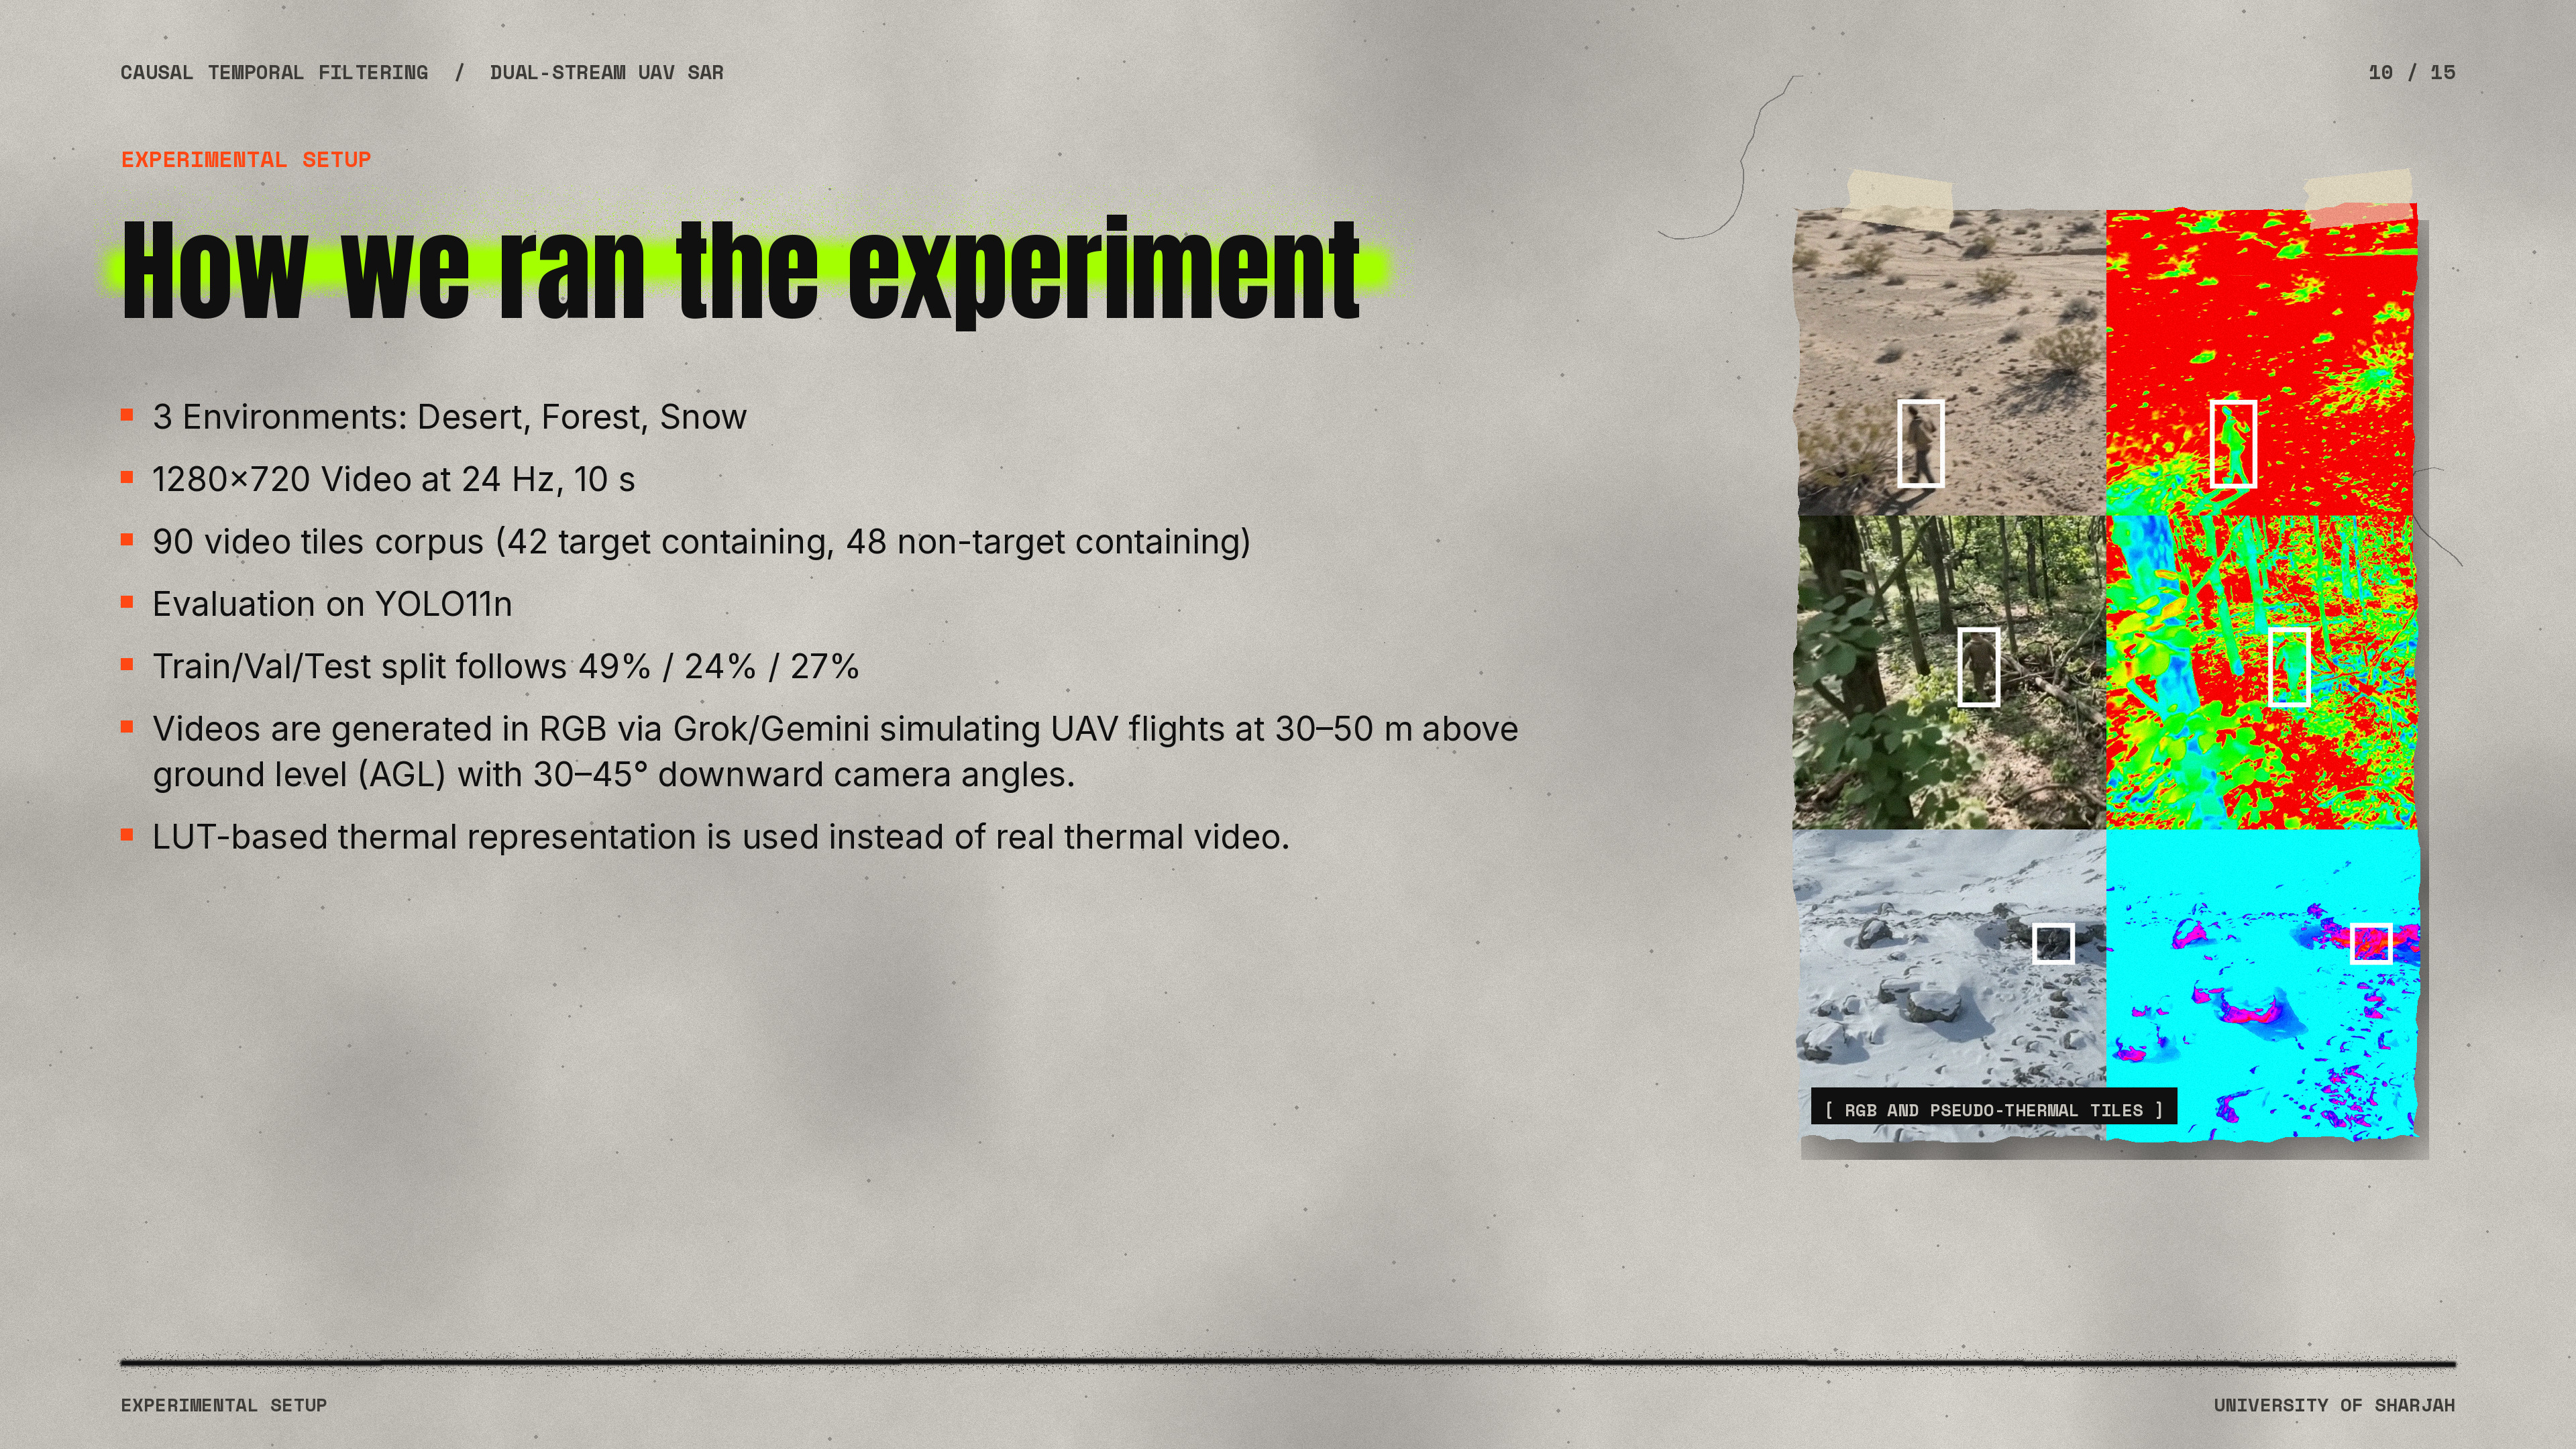 CAUSAL TEMPORAL FILTERING / DUAL-STREAM UAV SAR
10 / 15
EXPERIMENTAL SETUP
How we ran the experiment
3 Environments: Desert, Forest, Snow
1280×720 Video at 24 Hz, 10 s
90 video tiles corpus (42 target containing, 48 non-target containing)
Evaluation on YOLO11n
Train/Val/Test split follows 49% / 24% / 27%
Videos are generated in RGB via Grok/Gemini simulating UAV flights at 30–50 m above
ground level (AGL) with 30–45° downward camera angles.
LUT-based thermal representation is used instead of real thermal video.
[ RGB AND PSEUDO-THERMAL TILES ]
EXPERIMENTAL SETUP
UNIVERSITY OF SHARJAH